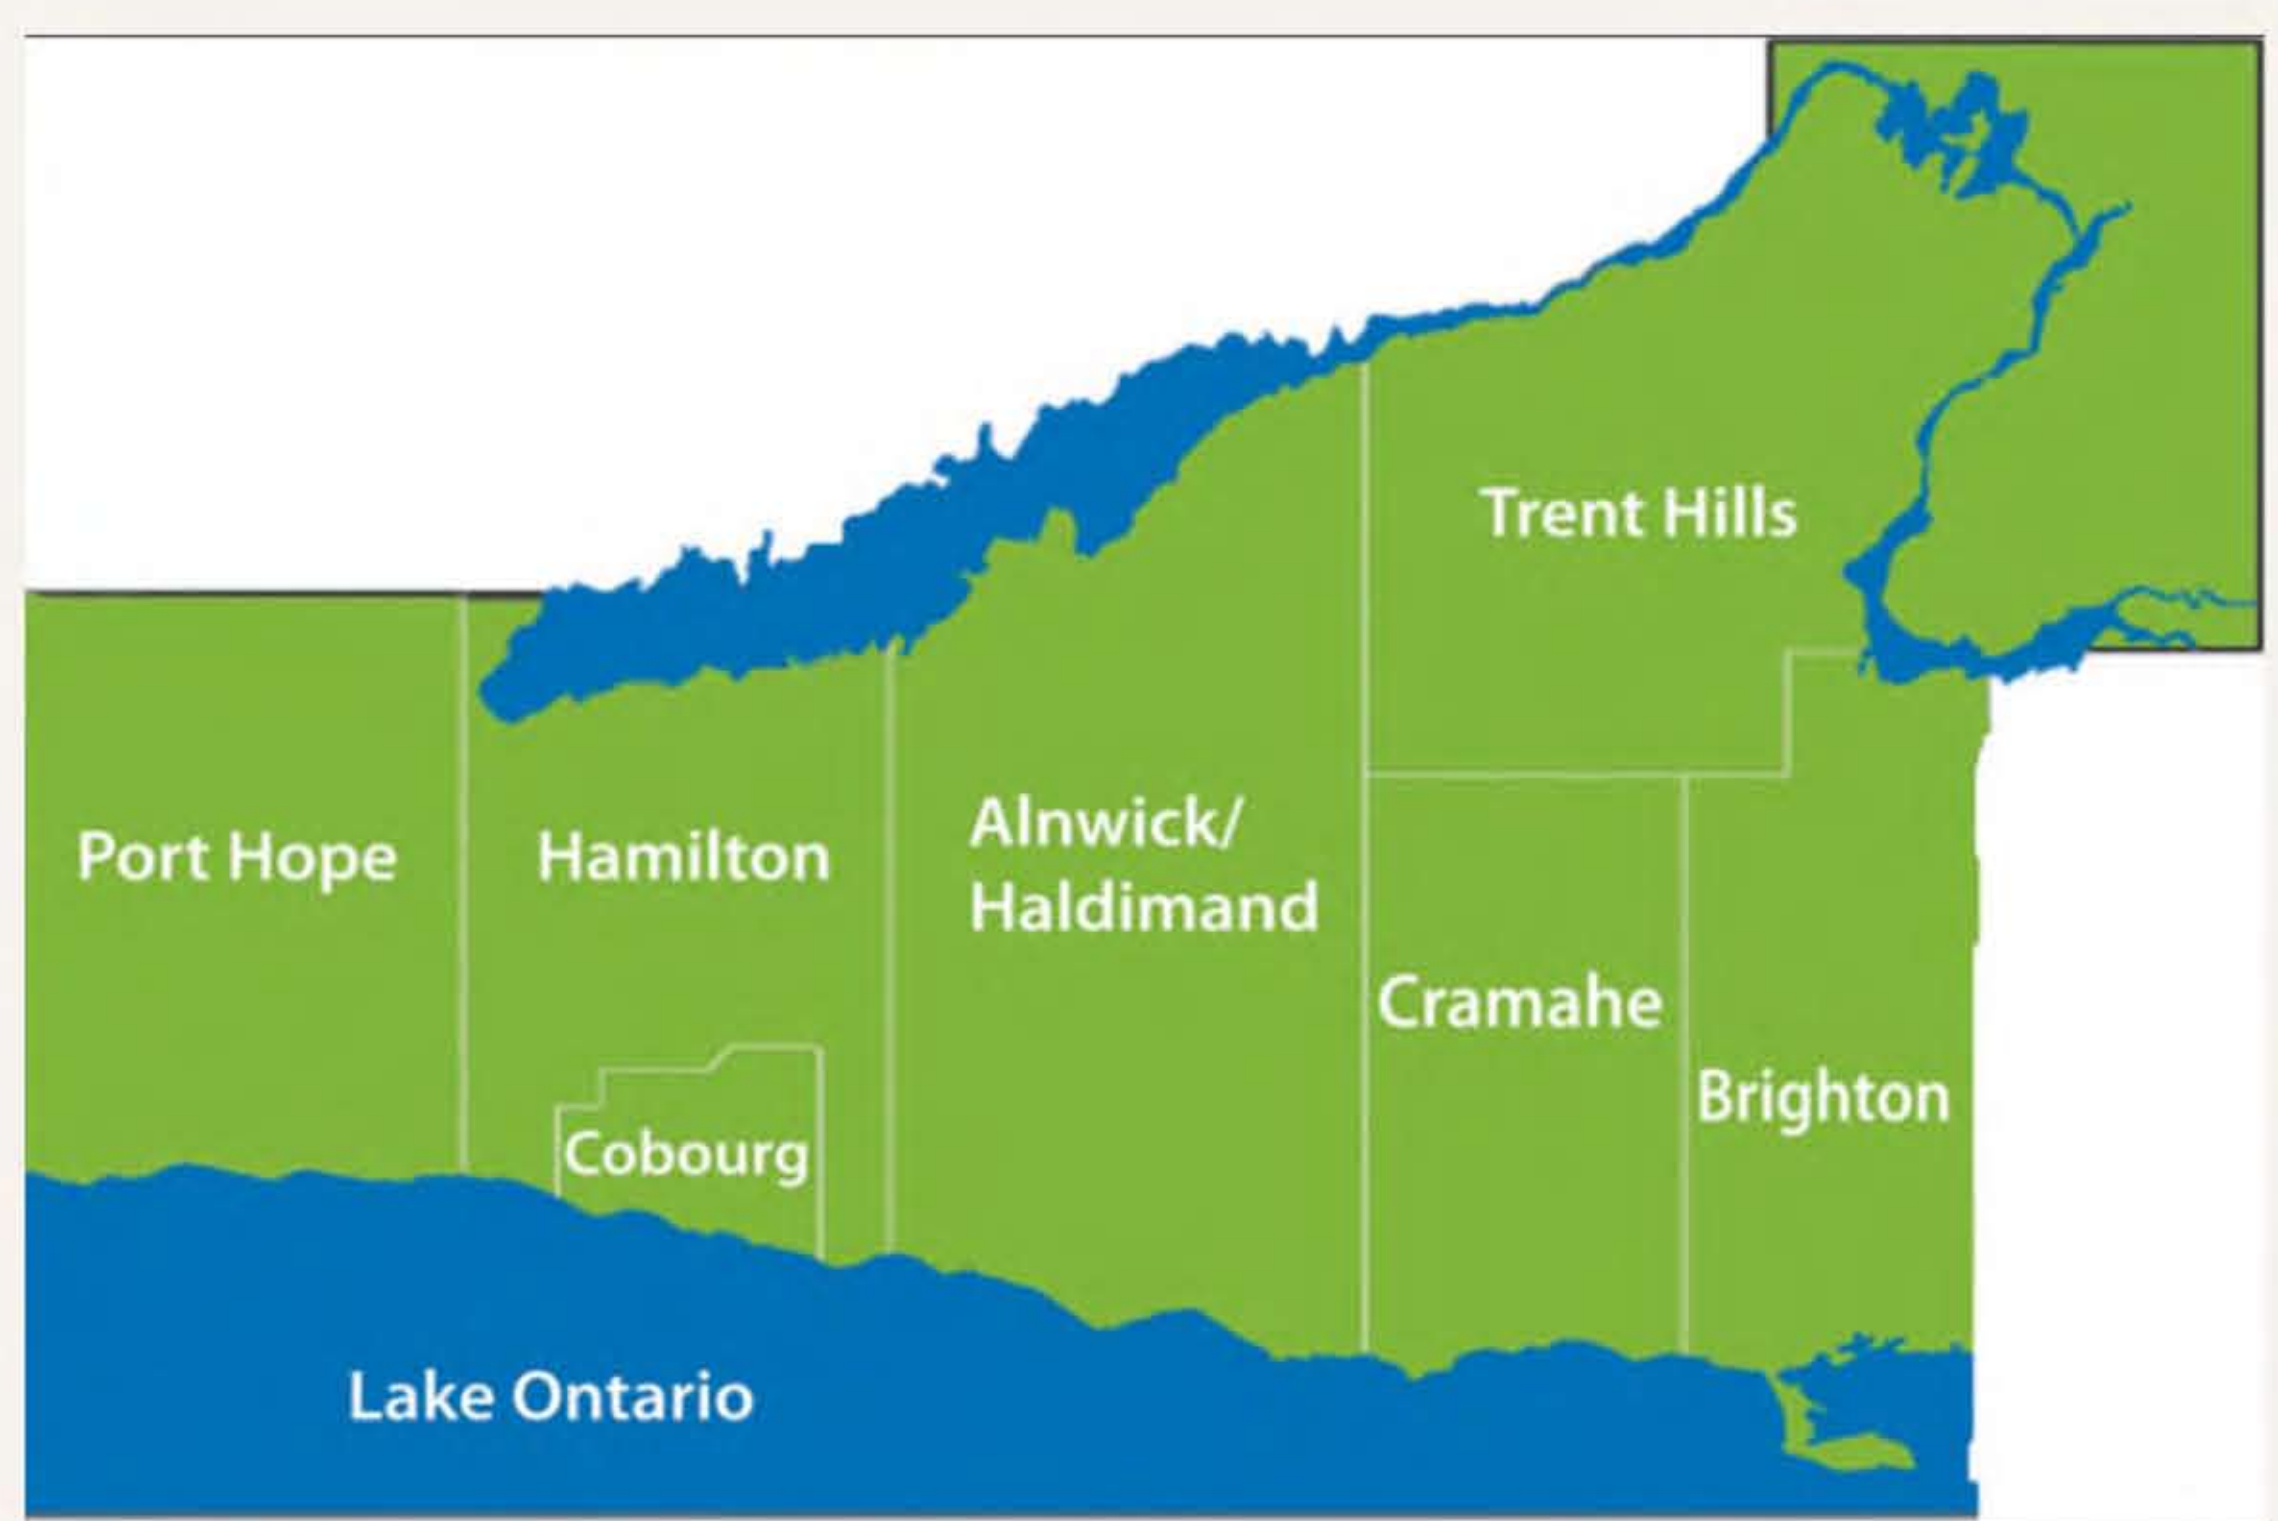 Trent Hills
Port Hope
Hamilton
Alnwick/
Haldimand
Cramahe
Brighton
Cobourg
Lake Ontario